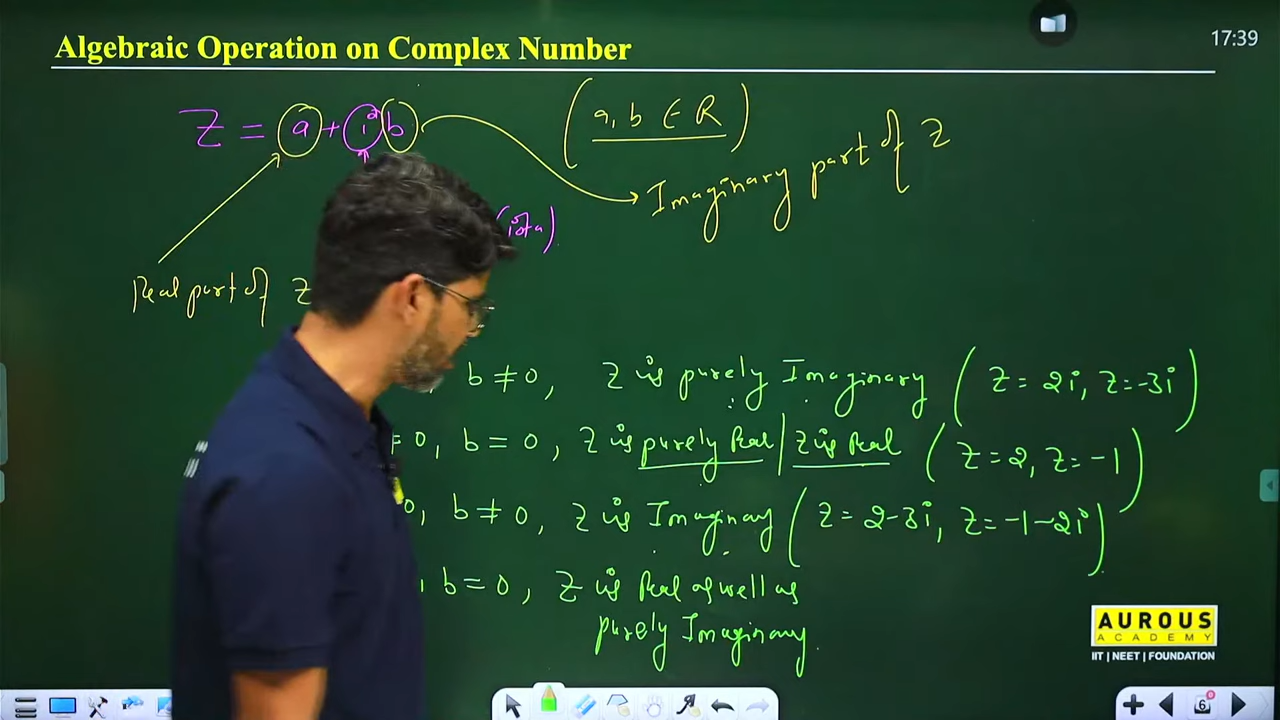 17:39
Algebraic Operation on Complex Number
Z = a + i b
(a, b ∈ R)
Imaginary part of Z
(iota)
Real part of Z
b ≠ 0, Z is purely Imaginary (Z = 2i, Z = -3i)
= 0, b = 0, Z is purely Real / Z is Real (Z = 2, Z = -1)
0, b ≠ 0, Z is Imaginary (Z = 2-3i, Z = -1-2i)
, b = 0, Z is Real as well as
purely Imaginary.
AUROUS
ACADEMY
IIT | NEET | FOUNDATION
6